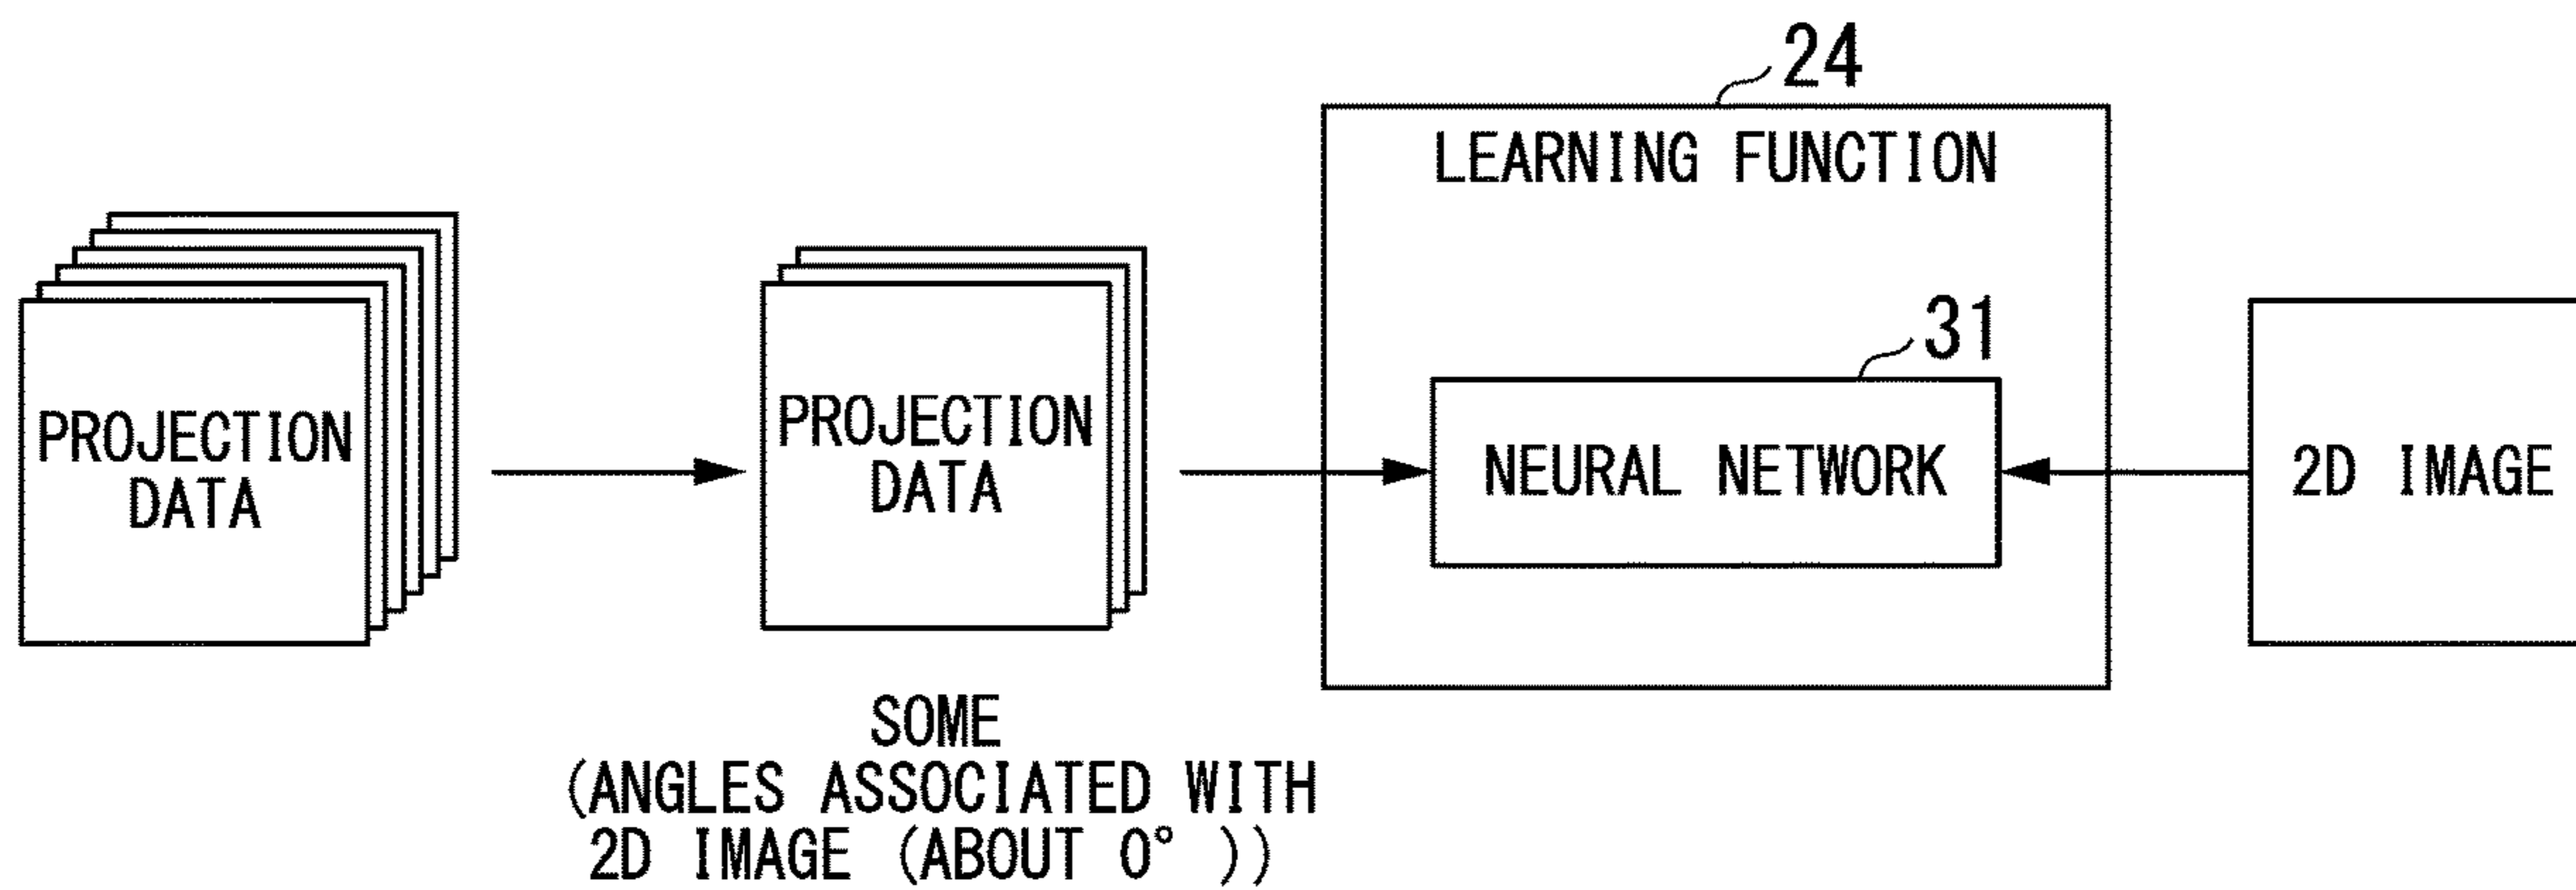 24
LEARNING FUNCTION
31
PROJECTION
DATA
PROJECTION
DATA
NEURAL NETWORK
2D IMAGE
SOME
(ANGLES ASSOCIATED WITH
2D IMAGE (ABOUT 0° ))